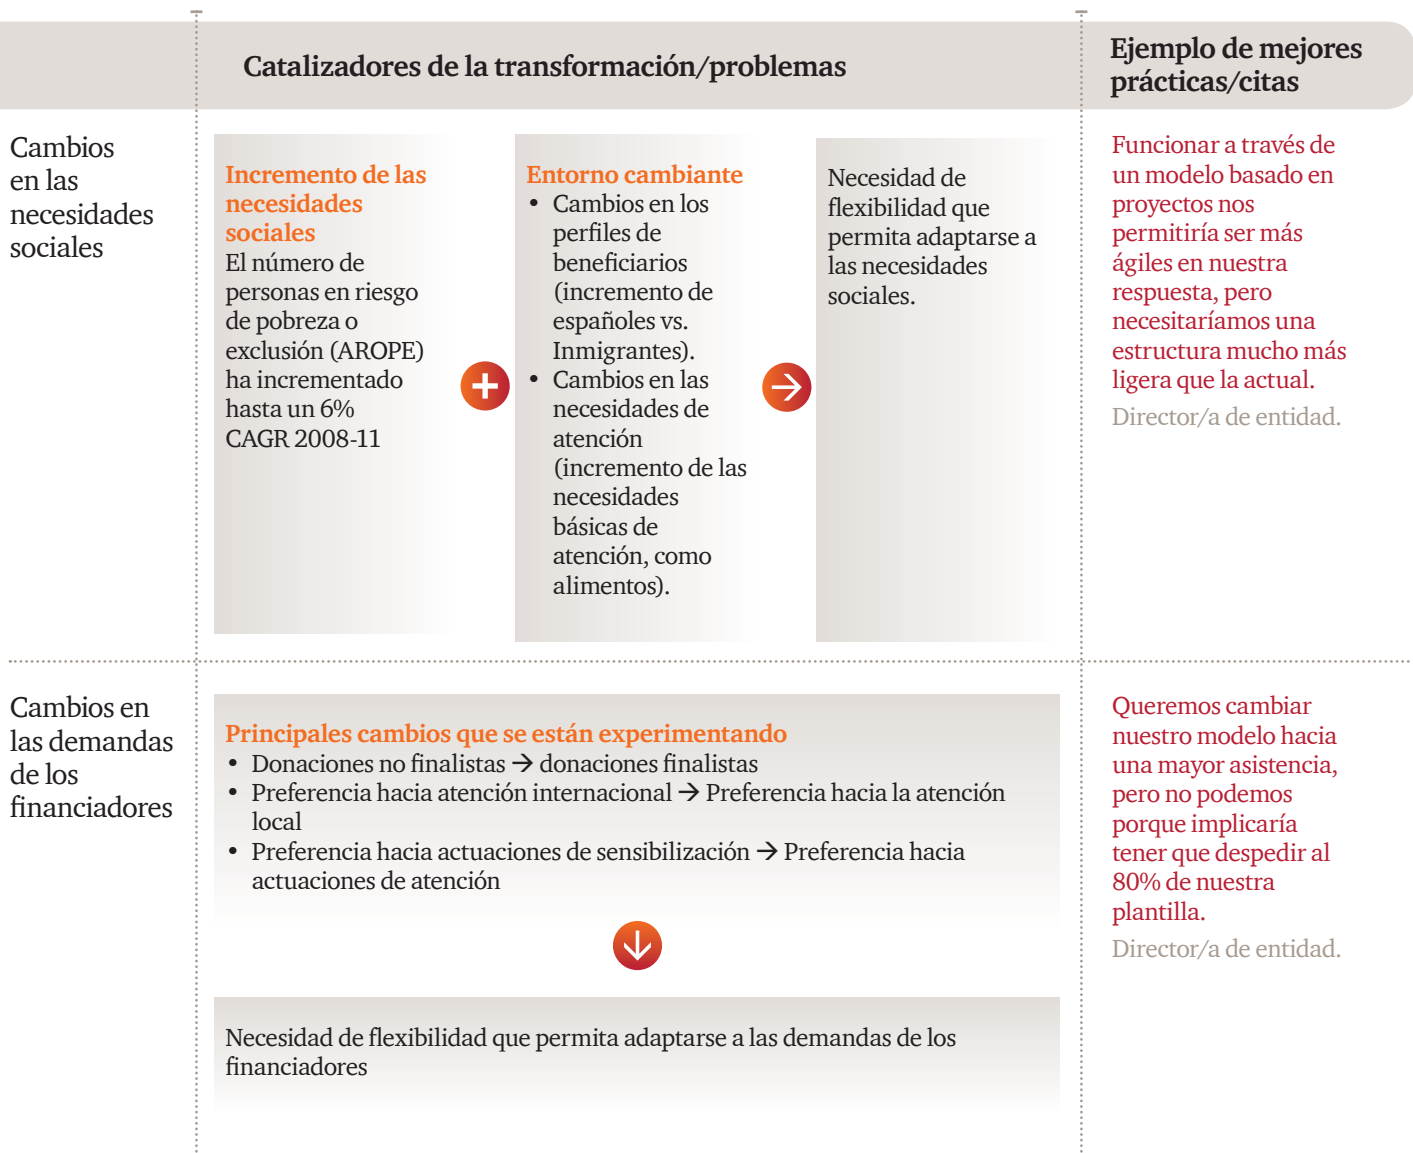 Catalizadores de la transformación/problemas
Ejemplo de mejores
prácticas/citas
Cambios
en las
necesidades
sociales
Incremento de las
necesidades
sociales
El número de
personas en riesgo
de pobreza o
exclusión (AROPE)
ha incrementado
hasta un 6%
CAGR 2008-11
+
Entorno cambiante
• Cambios en los
perfiles de
beneficiarios
(incremento de
españoles vs.
Inmigrantes).
• Cambios en las
necesidades de
atención
(incremento de las
necesidades
básicas de
atención, como
alimentos).
→
Necesidad de
flexibilidad que
permita adaptarse a
las necesidades
sociales.
Funcionar a través de
un modelo basado en
proyectos nos
permitiría ser más
ágiles en nuestra
respuesta, pero
necesitaríamos una
estructura mucho más
ligera que la actual.
Director/a de entidad.
Cambios en
las demandas
de los
financiadores
Principales cambios que se están experimentando
• Donaciones no finalistas → donaciones finalistas
• Preferencia hacia atención internacional → Preferencia hacia la atención
local
• Preferencia hacia actuaciones de sensibilización → Preferencia hacia
actuaciones de atención
↓
Necesidad de flexibilidad que permita adaptarse a las demandas de los
financiadores
Queremos cambiar
nuestro modelo hacia
una mayor asistencia,
pero no podemos
porque implicaría
tener que despedir al
80% de nuestra
plantilla.
Director/a de entidad.